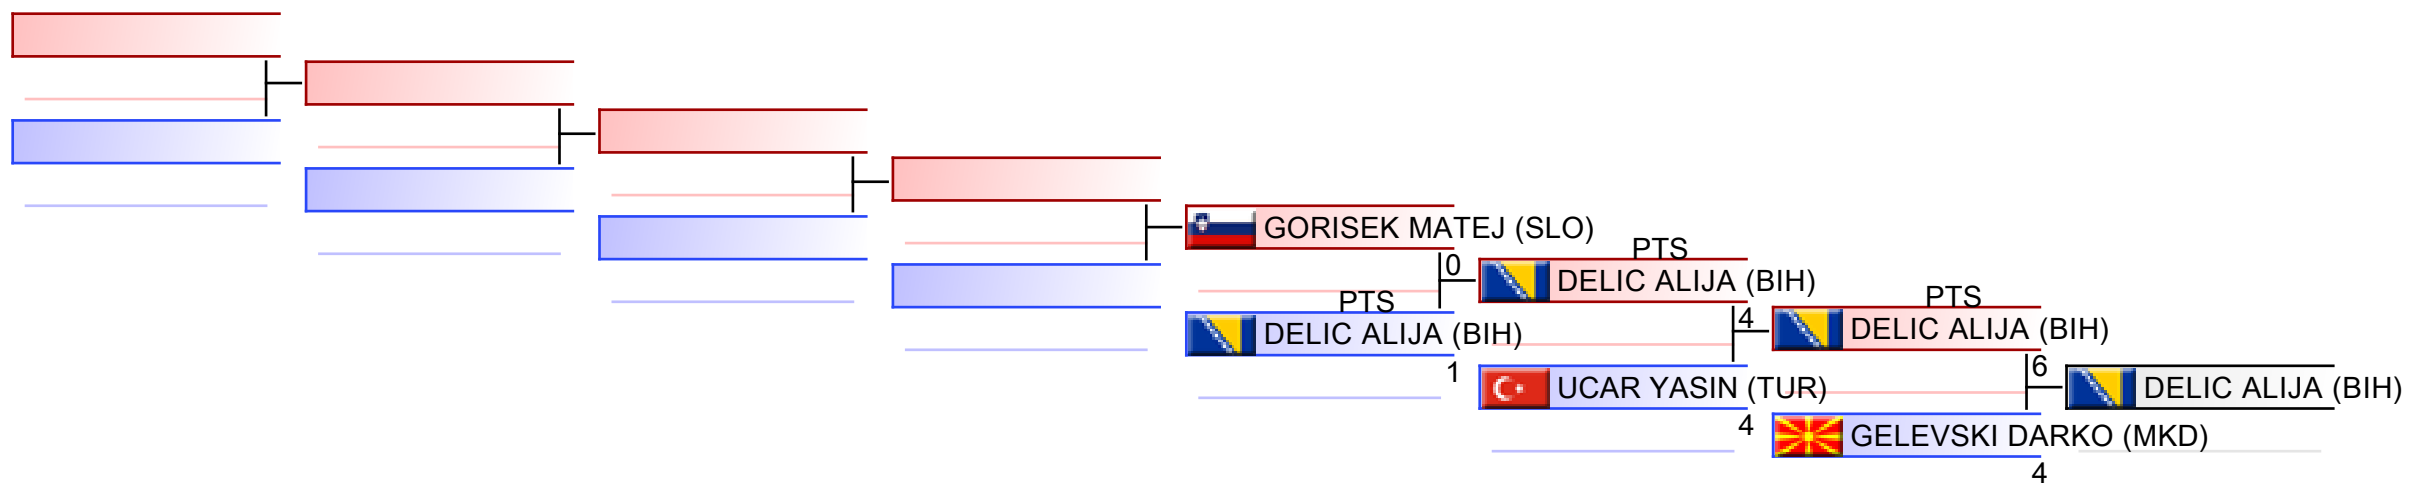 GORISEK MATEJ (SLO)
0
PTS
DELIC ALIJA (BIH)
1
PTS
DELIC ALIJA (BIH)
4
UCAR YASIN (TUR)
4
PTS
DELIC ALIJA (BIH)
6
GELEVSKI DARKO (MKD)
4
DELIC ALIJA (BIH)